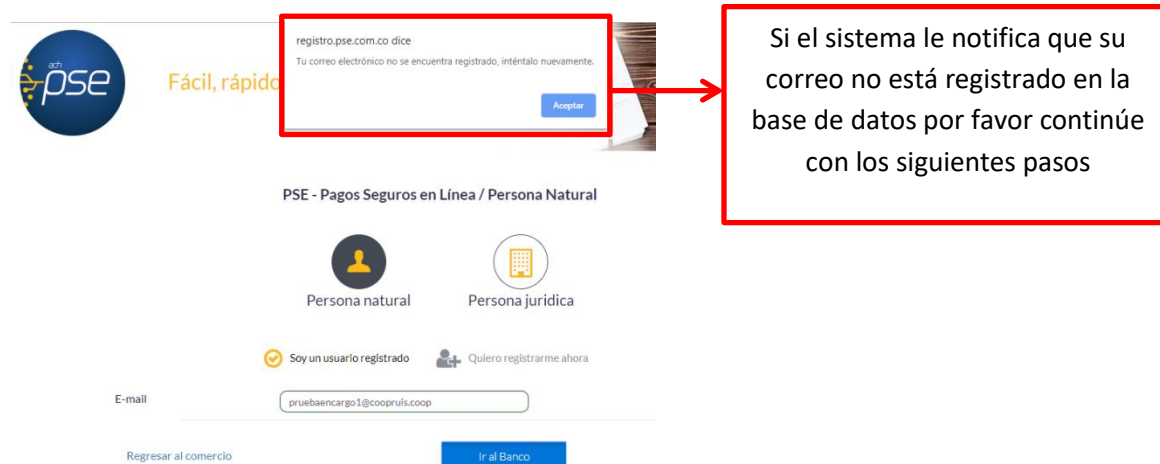 ach
pse
Fácil, rápido
registro.pse.com.co dice
Tu correo electrónico no se encuentra registrado, inténtalo nuevamente.
Aceptar
Si el sistema le notifica que su
correo no está registrado en la
base de datos por favor continúe
con los siguientes pasos
PSE - Pagos Seguros en Línea / Persona Natural
Persona natural
Persona juridica
Soy un usuario registrado
Quiero registrarme ahora
E-mail
pruebaencargo1@coopruis.coop
Regresar al comercio
Ir al Banco